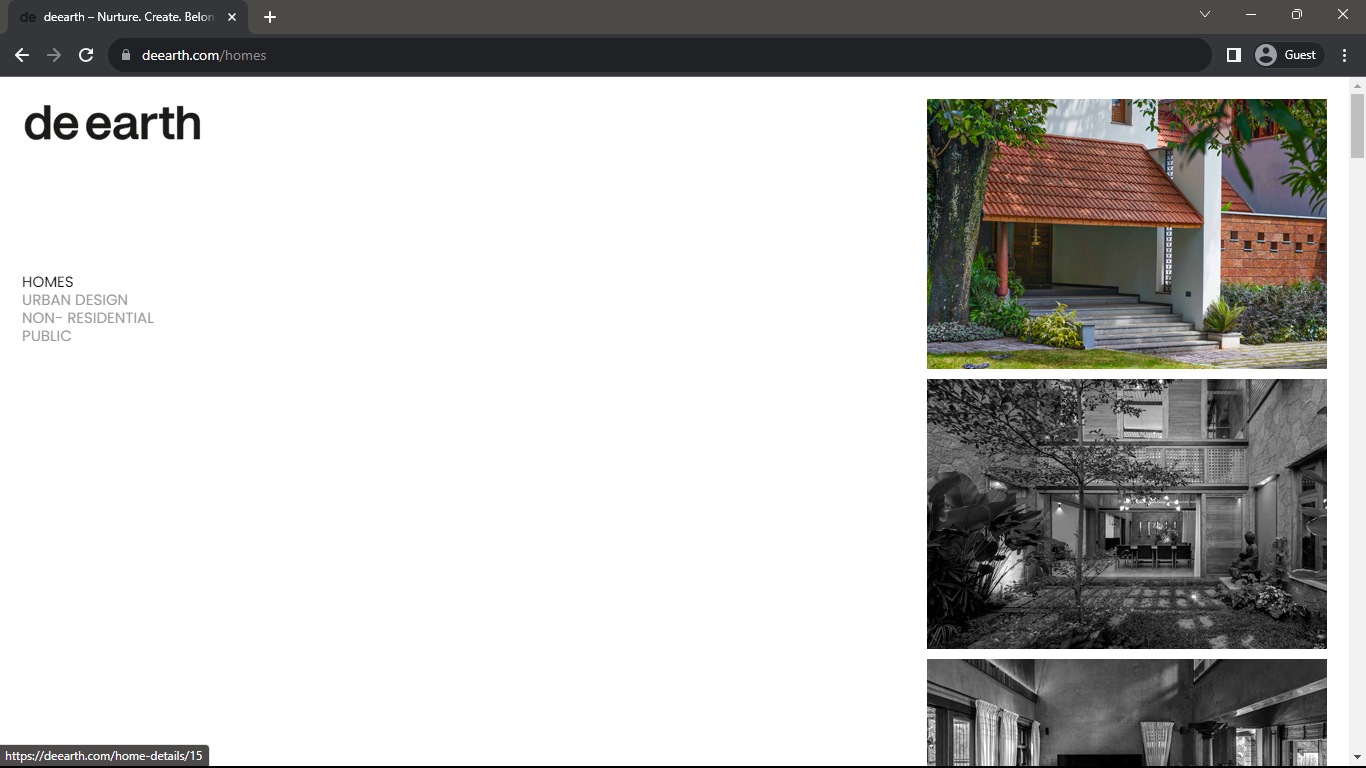 de deearth – Nurture. Create. Belon
deearth.com/homes
Guest
de earth
HOMES
URBAN DESIGN
NON- RESIDENTIAL
PUBLIC
https://deearth.com/home-details/15